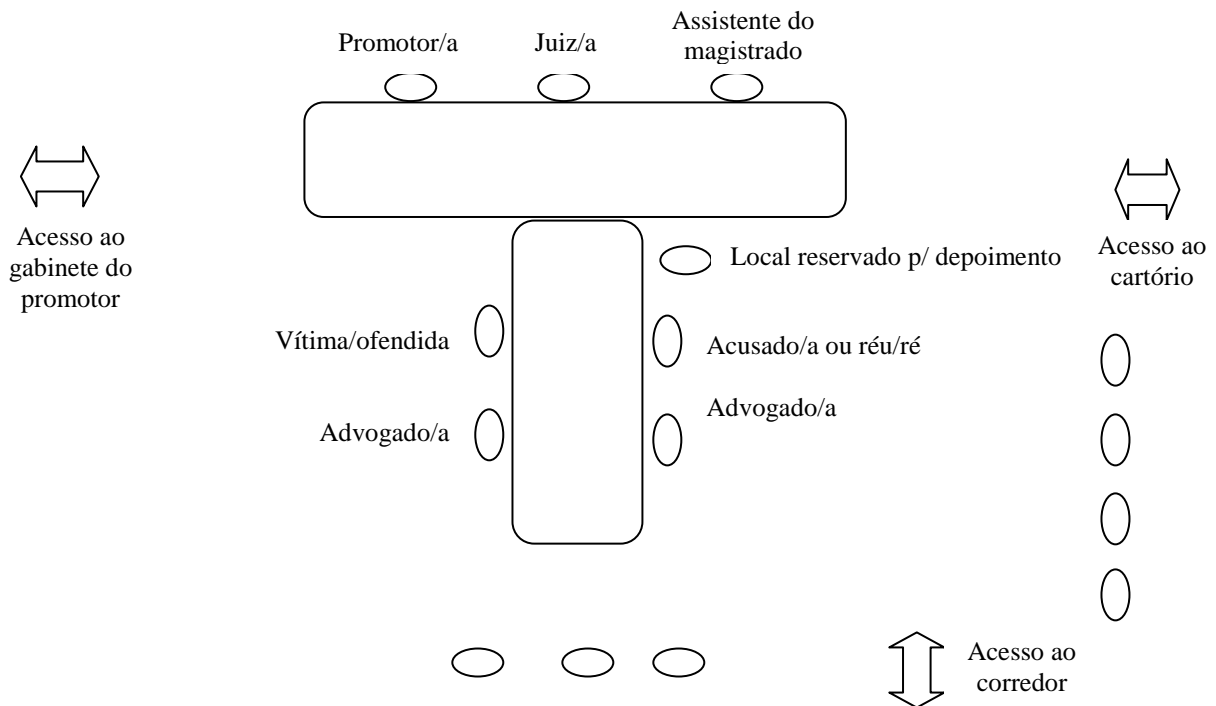 Promotor/a
Juiz/a
Assistente do
magistrado
Acesso ao
gabinete do
promotor
Local reservado p/ depoimento
Acesso ao
cartório
Vítima/ofendida
Acusado/a ou réu/ré
Advogado/a
Advogado/a
Acesso ao
corredor